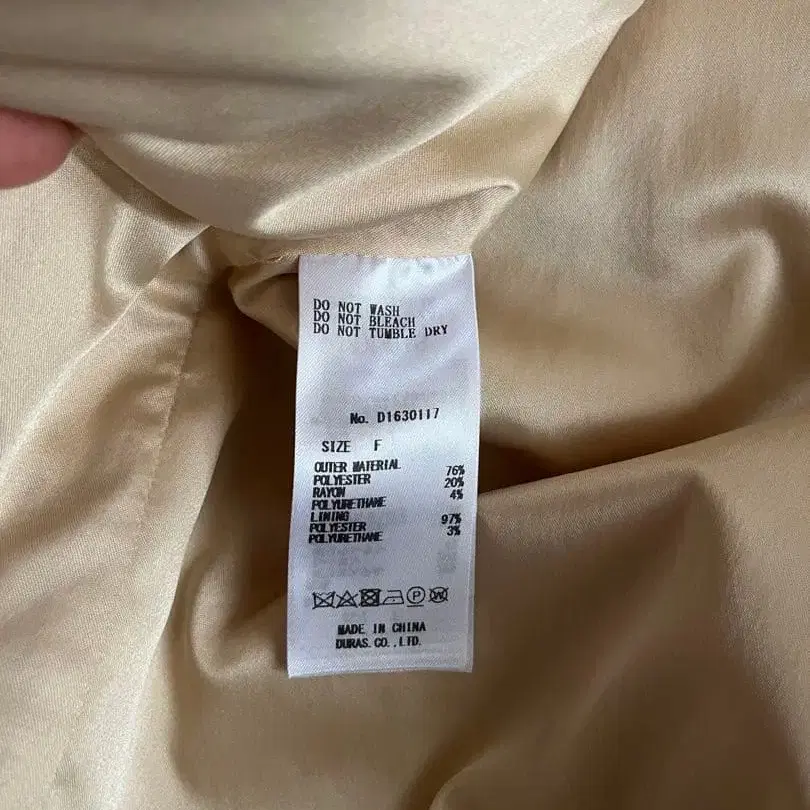 DO NOT WASH
DO NOT BLEACH
DO NOT TUMBLE DRY
No. D1630117
SIZE F
OUTER MATERIAL
POLYESTER 76%
RAYON 20%
POLYURETHANE 4%
LINING
POLYESTER 97%
POLYURETHANE 3%
P
W
MADE IN CHINA
DURAS.CO.,LTD.